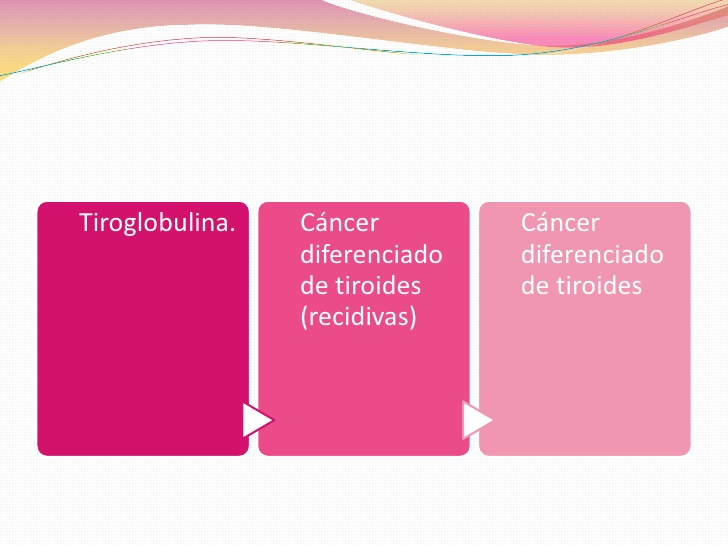 Tiroglobulina.
Cáncer
diferenciado
de tiroides
(recidivas)
Cáncer
diferenciado
de tiroides